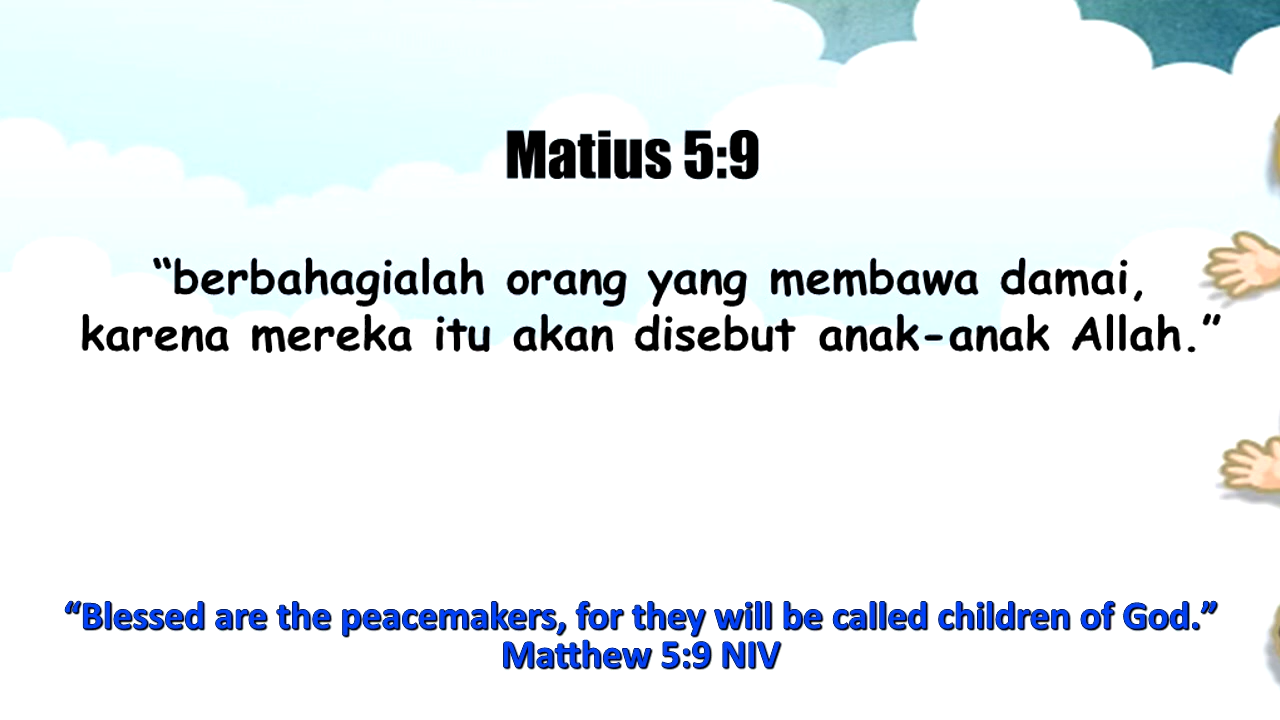 Matius 5:9
“berbahagialah orang yang membawa damai,
karena mereka itu akan disebut anak-anak Allah.”
“Blessed are the peacemakers, for they will be called children of God.”
Matthew 5:9 NIV